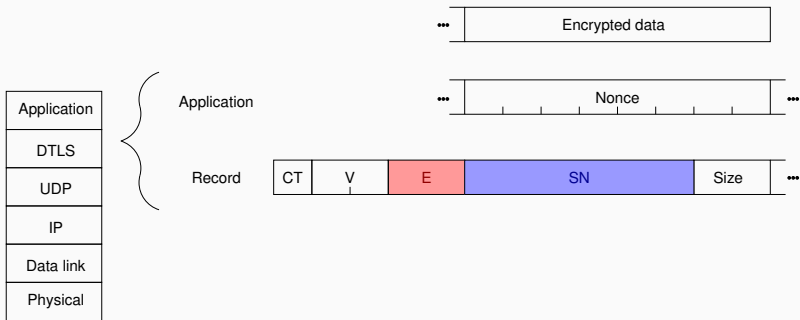 ••• Encrypted data
Application ••• Nonce •••
Record CT V E SN Size •••
Application
DTLS
UDP
IP
Data link
Physical